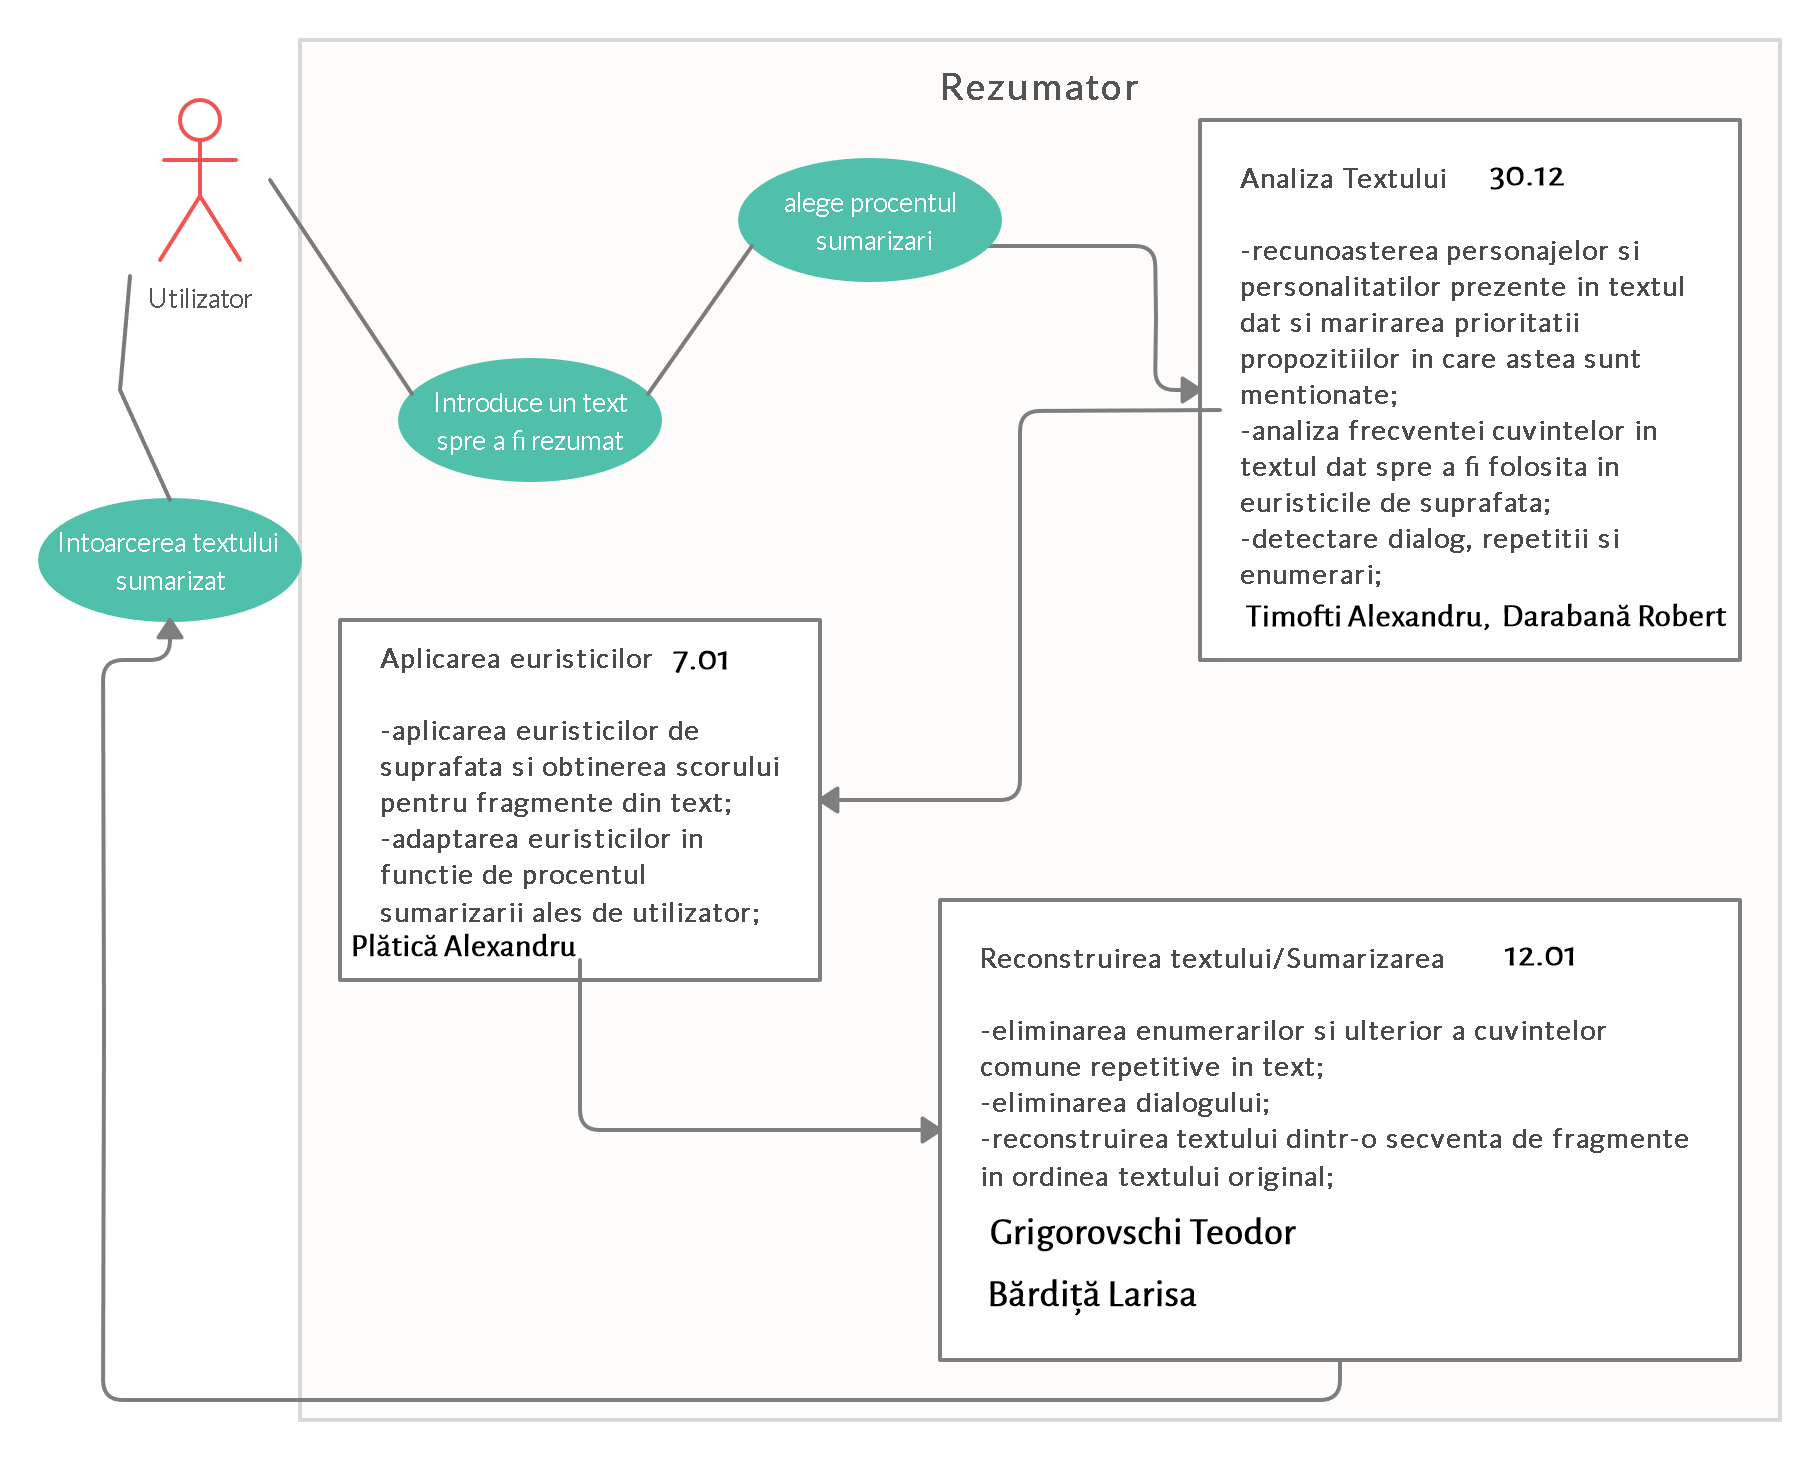 Rezumator
Utilizator
alege procentul
sumarizari
Introduce un text
spre a fi rezumat
Intoarcerea textului
sumarizat
Analiza Textului 30.12
-recunoasterea personajelor si
personalitatilor prezente in textul
dat si marirarea prioritatii
propozitiilor in care astea sunt
mentionate;
-analiza frecventei cuvintelor in
textul dat spre a fi folosita in
euristicile de suprafata;
-detectare dialog, repetitii si
enumerari;
Timofti Alexandru, Darabană Robert
Aplicarea euristicilor 7.01
-aplicarea euristicilor de
suprafata si obtinerea scorului
pentru fragmente din text;
-adaptarea euristicilor in
functie de procentul
sumarizarii ales de utilizator;
Plătică Alexandru
Reconstruirea textului/Sumarizarea 12.01
-eliminarea enumerarilor si ulterior a cuvintelor
comune repetitive in text;
-eliminarea dialogului;
-reconstruirea textului dintr-o secventa de fragmente
in ordinea textului original;
Grigorovschi Teodor
Bărdiță Larisa